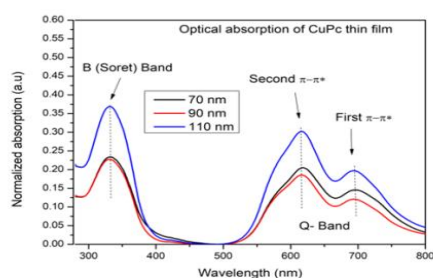 Optical absorption of CuPc thin film
B (Soret) Band
Second π-π*
First π-π*
70 nm
90 nm
110 nm
Q- Band
Normalized absorption (a.u)
0.55
0.50
0.45
0.40
0.35
0.30
0.25
0.20
0.15
0.10
0.05
0.00
300
400
500
600
700
800
Wavelength (nm)